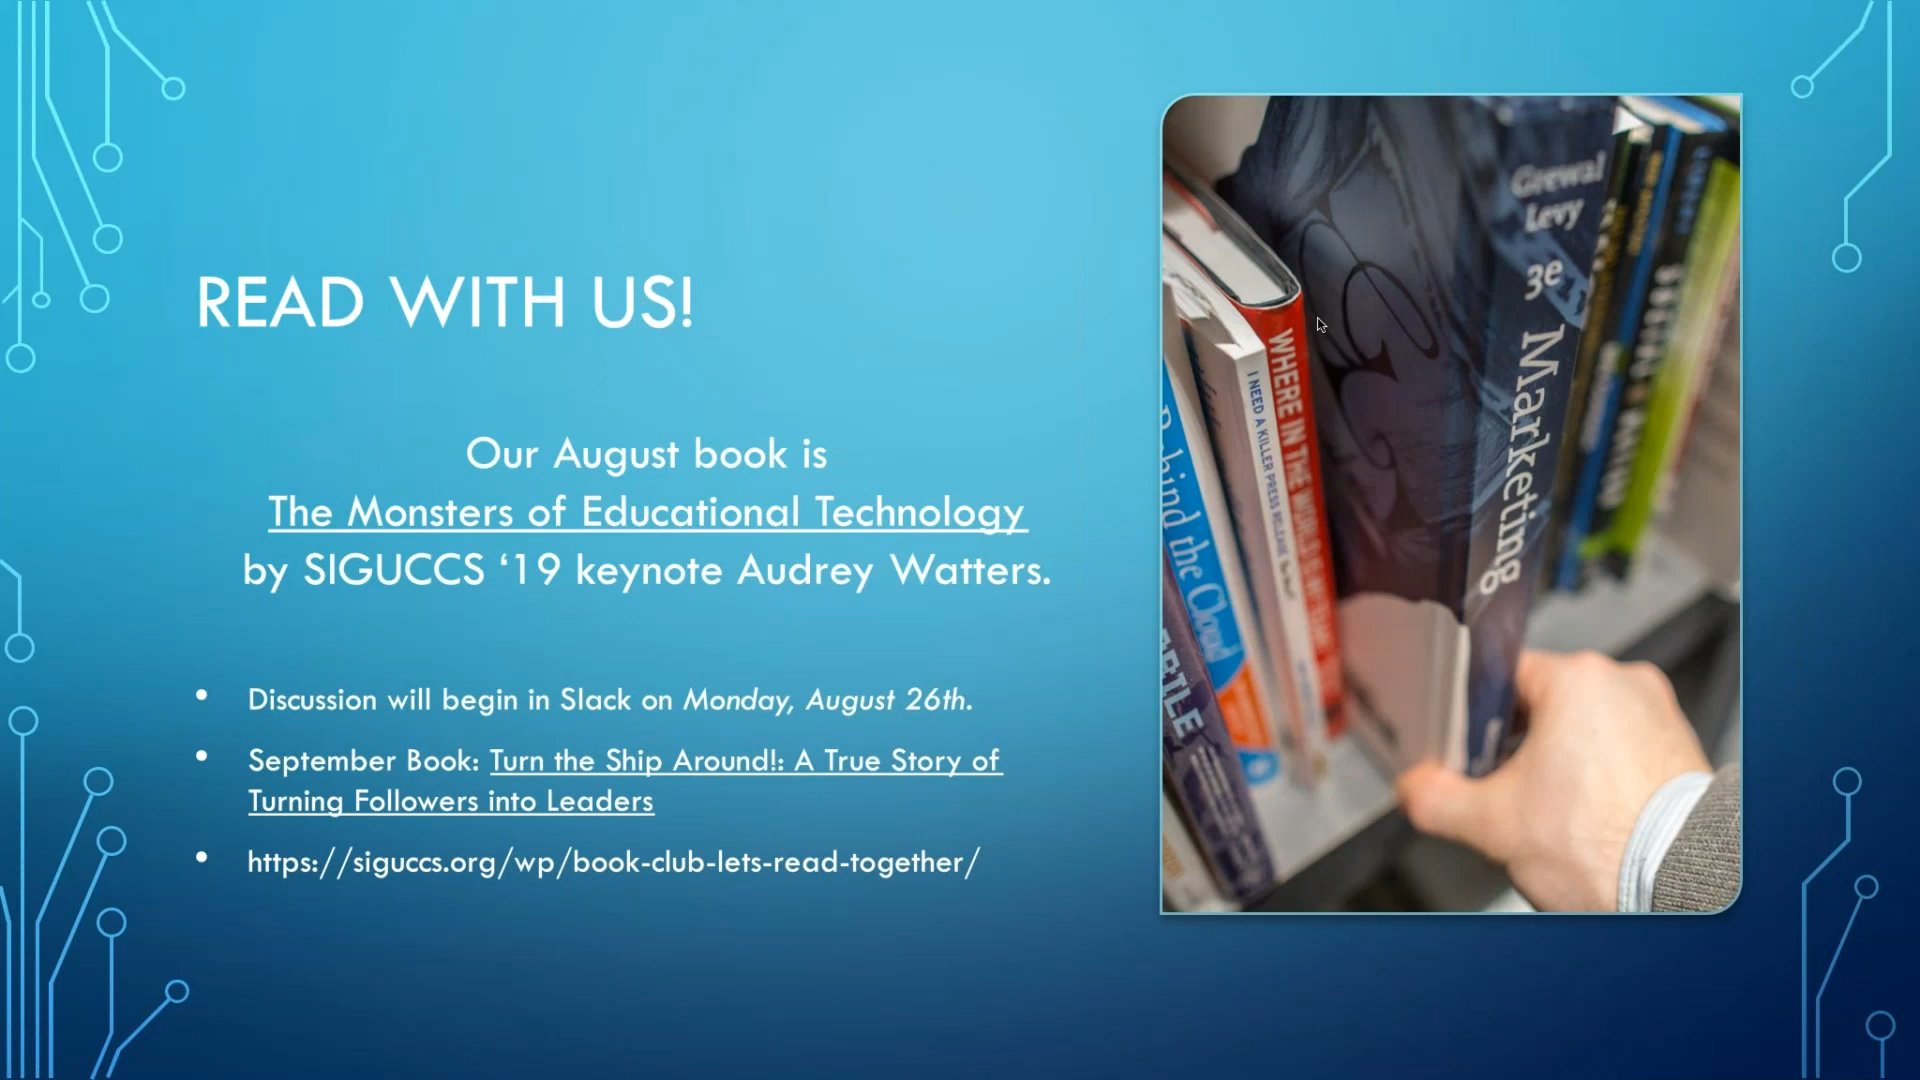 READ WITH US!
Our August book is
The Monsters of Educational Technology
by SIGUCCS ‘19 keynote Audrey Watters.
• Discussion will begin in Slack on Monday, August 26th.
• September Book: Turn the Ship Around!: A True Story of
Turning Followers into Leaders
• https://siguccs.org/wp/book-club-lets-read-together/
Behind the Cloud
I NEED A KILLER PRESS RELEASE
WHERE IN THE WORLD IS MY TEAM
Grewal
Levy
3e
Marketing